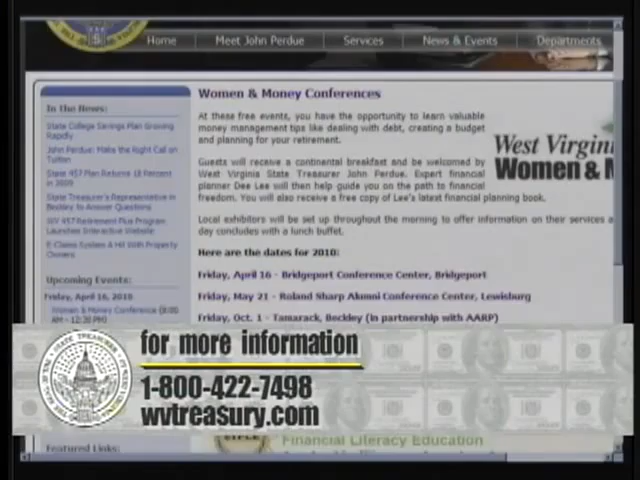 Home
Meet John Perdue
Services
News & Events
Departments
In the News:
State College Savings Plan Growing
Rapidly
John Perdue: Make the Right Call on
Tuition
State 457 Plan Returns 18 Percent
in 2009
State Treasurer's Representative in
Beckley to Answer Questions
WV 457 Retirement Plus Program
Launches Interactive Website
E-Claims System A Hit With Property
Owners
Upcoming Events:
Friday, April 16, 2010
Women & Money Conference (8:00
AM - 12:30 PM)
Featured Links:
Women & Money Conferences
At these free events, you have the opportunity to learn valuable
money management tips like dealing with debt, creating a budget
and planning for your retirement.
Guests will receive a continental breakfast and be welcomed by
West Virginia State Treasurer John Perdue. Expert financial
planner Dee Lee will then help guide you on the path to financial
freedom. You will also receive a free copy of Lee's latest financial planning book.
Local exhibitors will be set up throughout the morning to offer information on their services a
day concludes with a lunch buffet.
Here are the dates for 2010:
Friday, April 16 - Bridgeport Conference Center, Bridgeport
Friday, May 21 - Roland Sharp Alumni Conference Center, Lewisburg
Friday, Oct. 1 - Tamarack, Beckley (in partnership with AARP)
West Virgini
Women & M
for more information
1-800-422-7498
wvtreasury.com
Financial Literacy Education